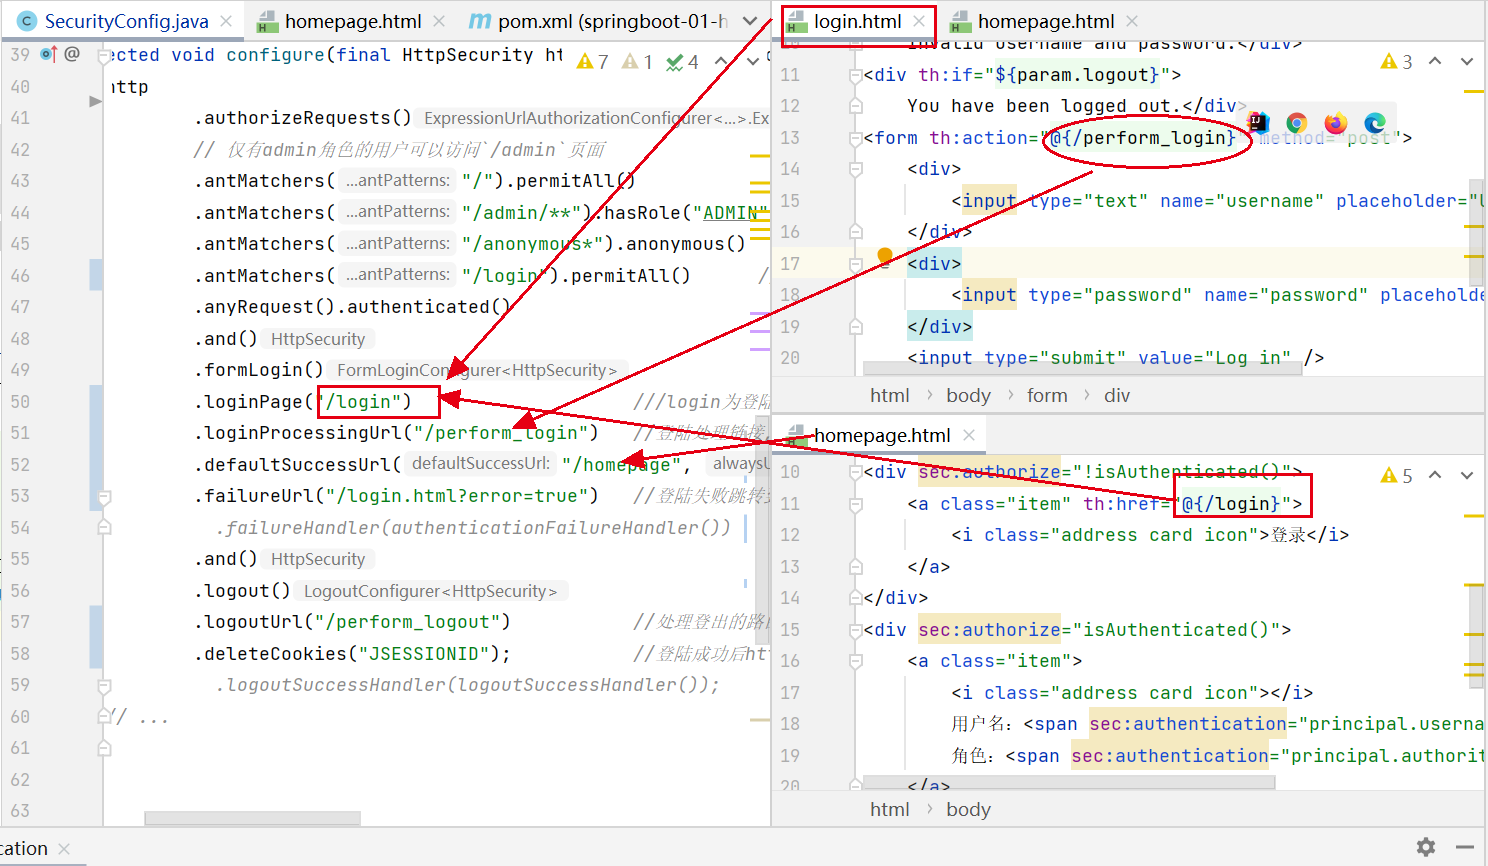 SecurityConfig.java
homepage.html
pom.xml (springboot-01-h
39 @ ected void configure(final HttpSecurity ht 7 1 4
40 http
41 .authorizeRequests() ExpressionUrlAuthorizationConfigurer<...>.Ex
42 // 仅有admin角色的用户可以访问`/admin`页面
43 .antMatchers( ...antPatterns: "/").permitAll()
44 .antMatchers( ...antPatterns: "/admin/**").hasRole("ADMIN"
45 .antMatchers( ...antPatterns: "/anonymous*").anonymous()
46 .antMatchers( ...antPatterns: "/login").permitAll() /
47 .anyRequest().authenticated()
48 .and() HttpSecurity
49 .formLogin() FormLoginConfigurer<HttpSecurity>
50 .loginPage("/login") ///login为登陆
51 .loginProcessingUrl("/perform_login") //登陆处理链接
52 .defaultSuccessUrl( defaultSuccessUrl: "/homepage", alwaysU
53 .failureUrl("/login.html?error=true") //登陆失败跳转
54 .failureHandler(authenticationFailureHandler())
55 .and() HttpSecurity
56 .logout() LogoutConfigurer<HttpSecurity>
57 .logoutUrl("/perform_logout") //处理登出的路
58 .deleteCookies("JSESSIONID"); //登陆成功后htt
59 .logoutSuccessHandler(logoutSuccessHandler());
60 // ...
61
62
63
cation
login.html
homepage.html
10 Invalid username and password.</div>
3
11 <div th:if="${param.logout}">
12 You have been logged out.</div>
13 <form th:action="@{/perform_login}" method="post">
14 <div>
15 <input type="text" name="username" placeholder="U
16 </div>
17 <div>
18 <input type="password" name="password" placeholde
19 </div>
20 <input type="submit" value="Log in" />
html › body › form › div
homepage.html
10 <div sec:authorize="!isAuthenticated()"> 5
11 <a class="item" th:href="@{/login}">
12 <i class="address card icon">登录</i>
13 </a>
14 </div>
15 <div sec:authorize="isAuthenticated()">
16 <a class="item">
17 <i class="address card icon"></i>
18 用户名：<span sec:authentication="principal.userna
19 角色：<span sec:authentication="principal.authorit
20 </a>
html › body